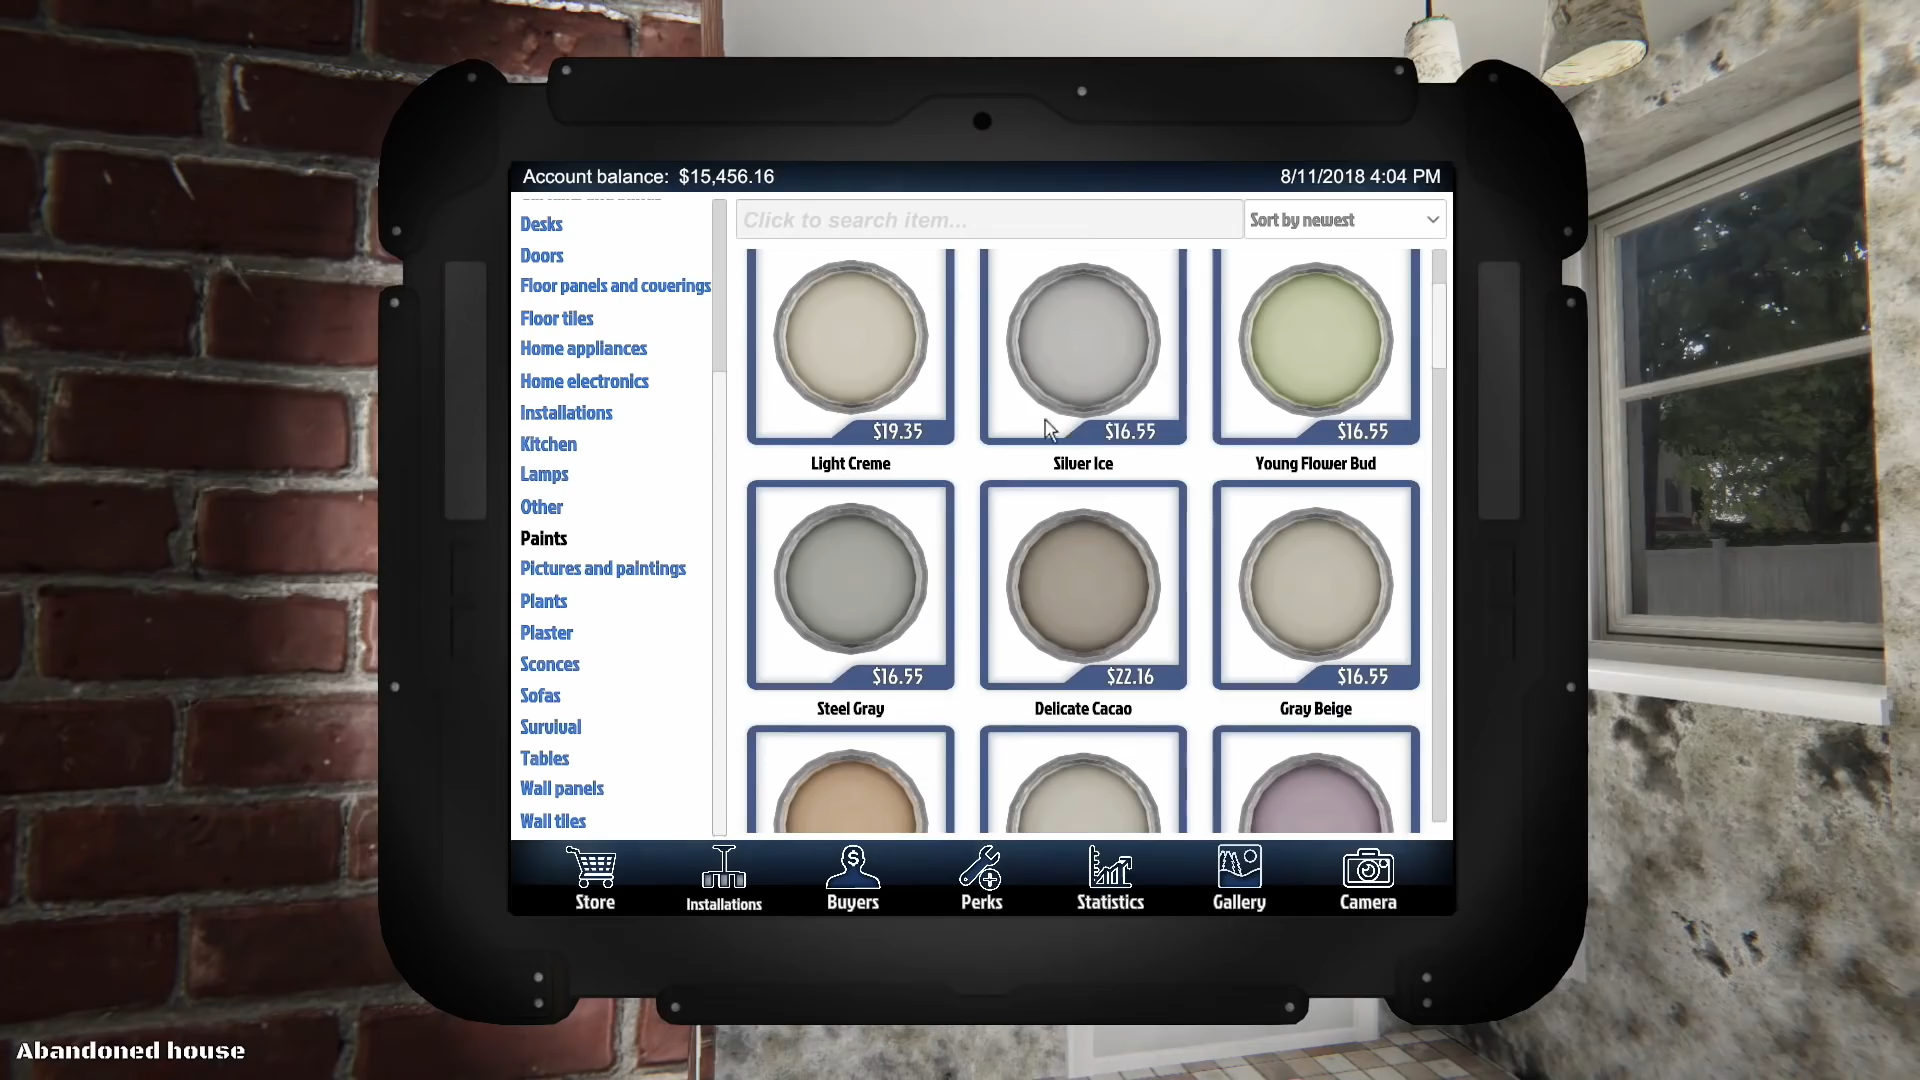 Account balance: $15,456.16
8/11/2018 4:04 PM
Desks
Doors
Floor panels and coverings
Floor tiles
Home appliances
Home electronics
Installations
Kitchen
Lamps
Other
Paints
Pictures and paintings
Plants
Plaster
Sconces
Sofas
Survival
Tables
Wall panels
Wall tiles
Click to search item...
Sort by newest
$19.35
$16.55
$16.55
Light Creme
Silver Ice
Young Flower Bud
$16.55
$22.16
$16.55
Steel Gray
Delicate Cacao
Gray Beige
Store
Installations
Buyers
Perks
Statistics
Gallery
Camera
Abandoned house